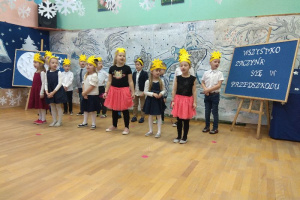 WSZYSTKO
ZACZYNA
SIĘ W
PRZEDSZKOLU